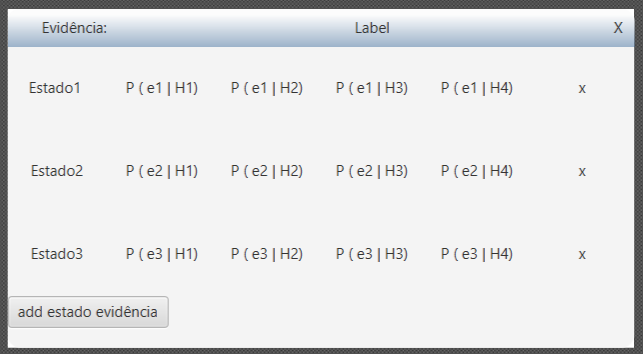 Evidência: Label X
Estado1 P ( e1 | H1) P ( e1 | H2) P ( e1 | H3) P ( e1 | H4) x
Estado2 P ( e2 | H1) P ( e2 | H2) P ( e2 | H3) P ( e2 | H4) x
Estado3 P ( e3 | H1) P ( e3 | H2) P ( e3 | H3) P ( e3 | H4) x
add estado evidência